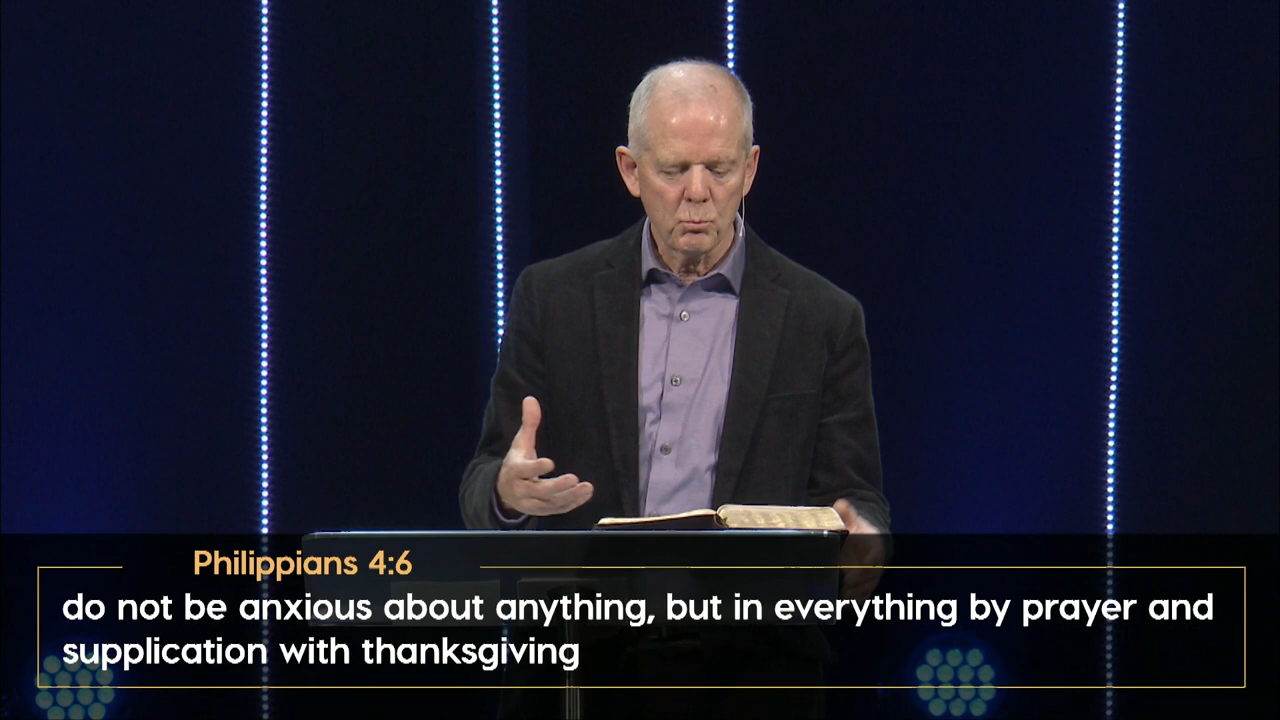 Philippians 4:6
do not be anxious about anything, but in everything by prayer and
supplication with thanksgiving